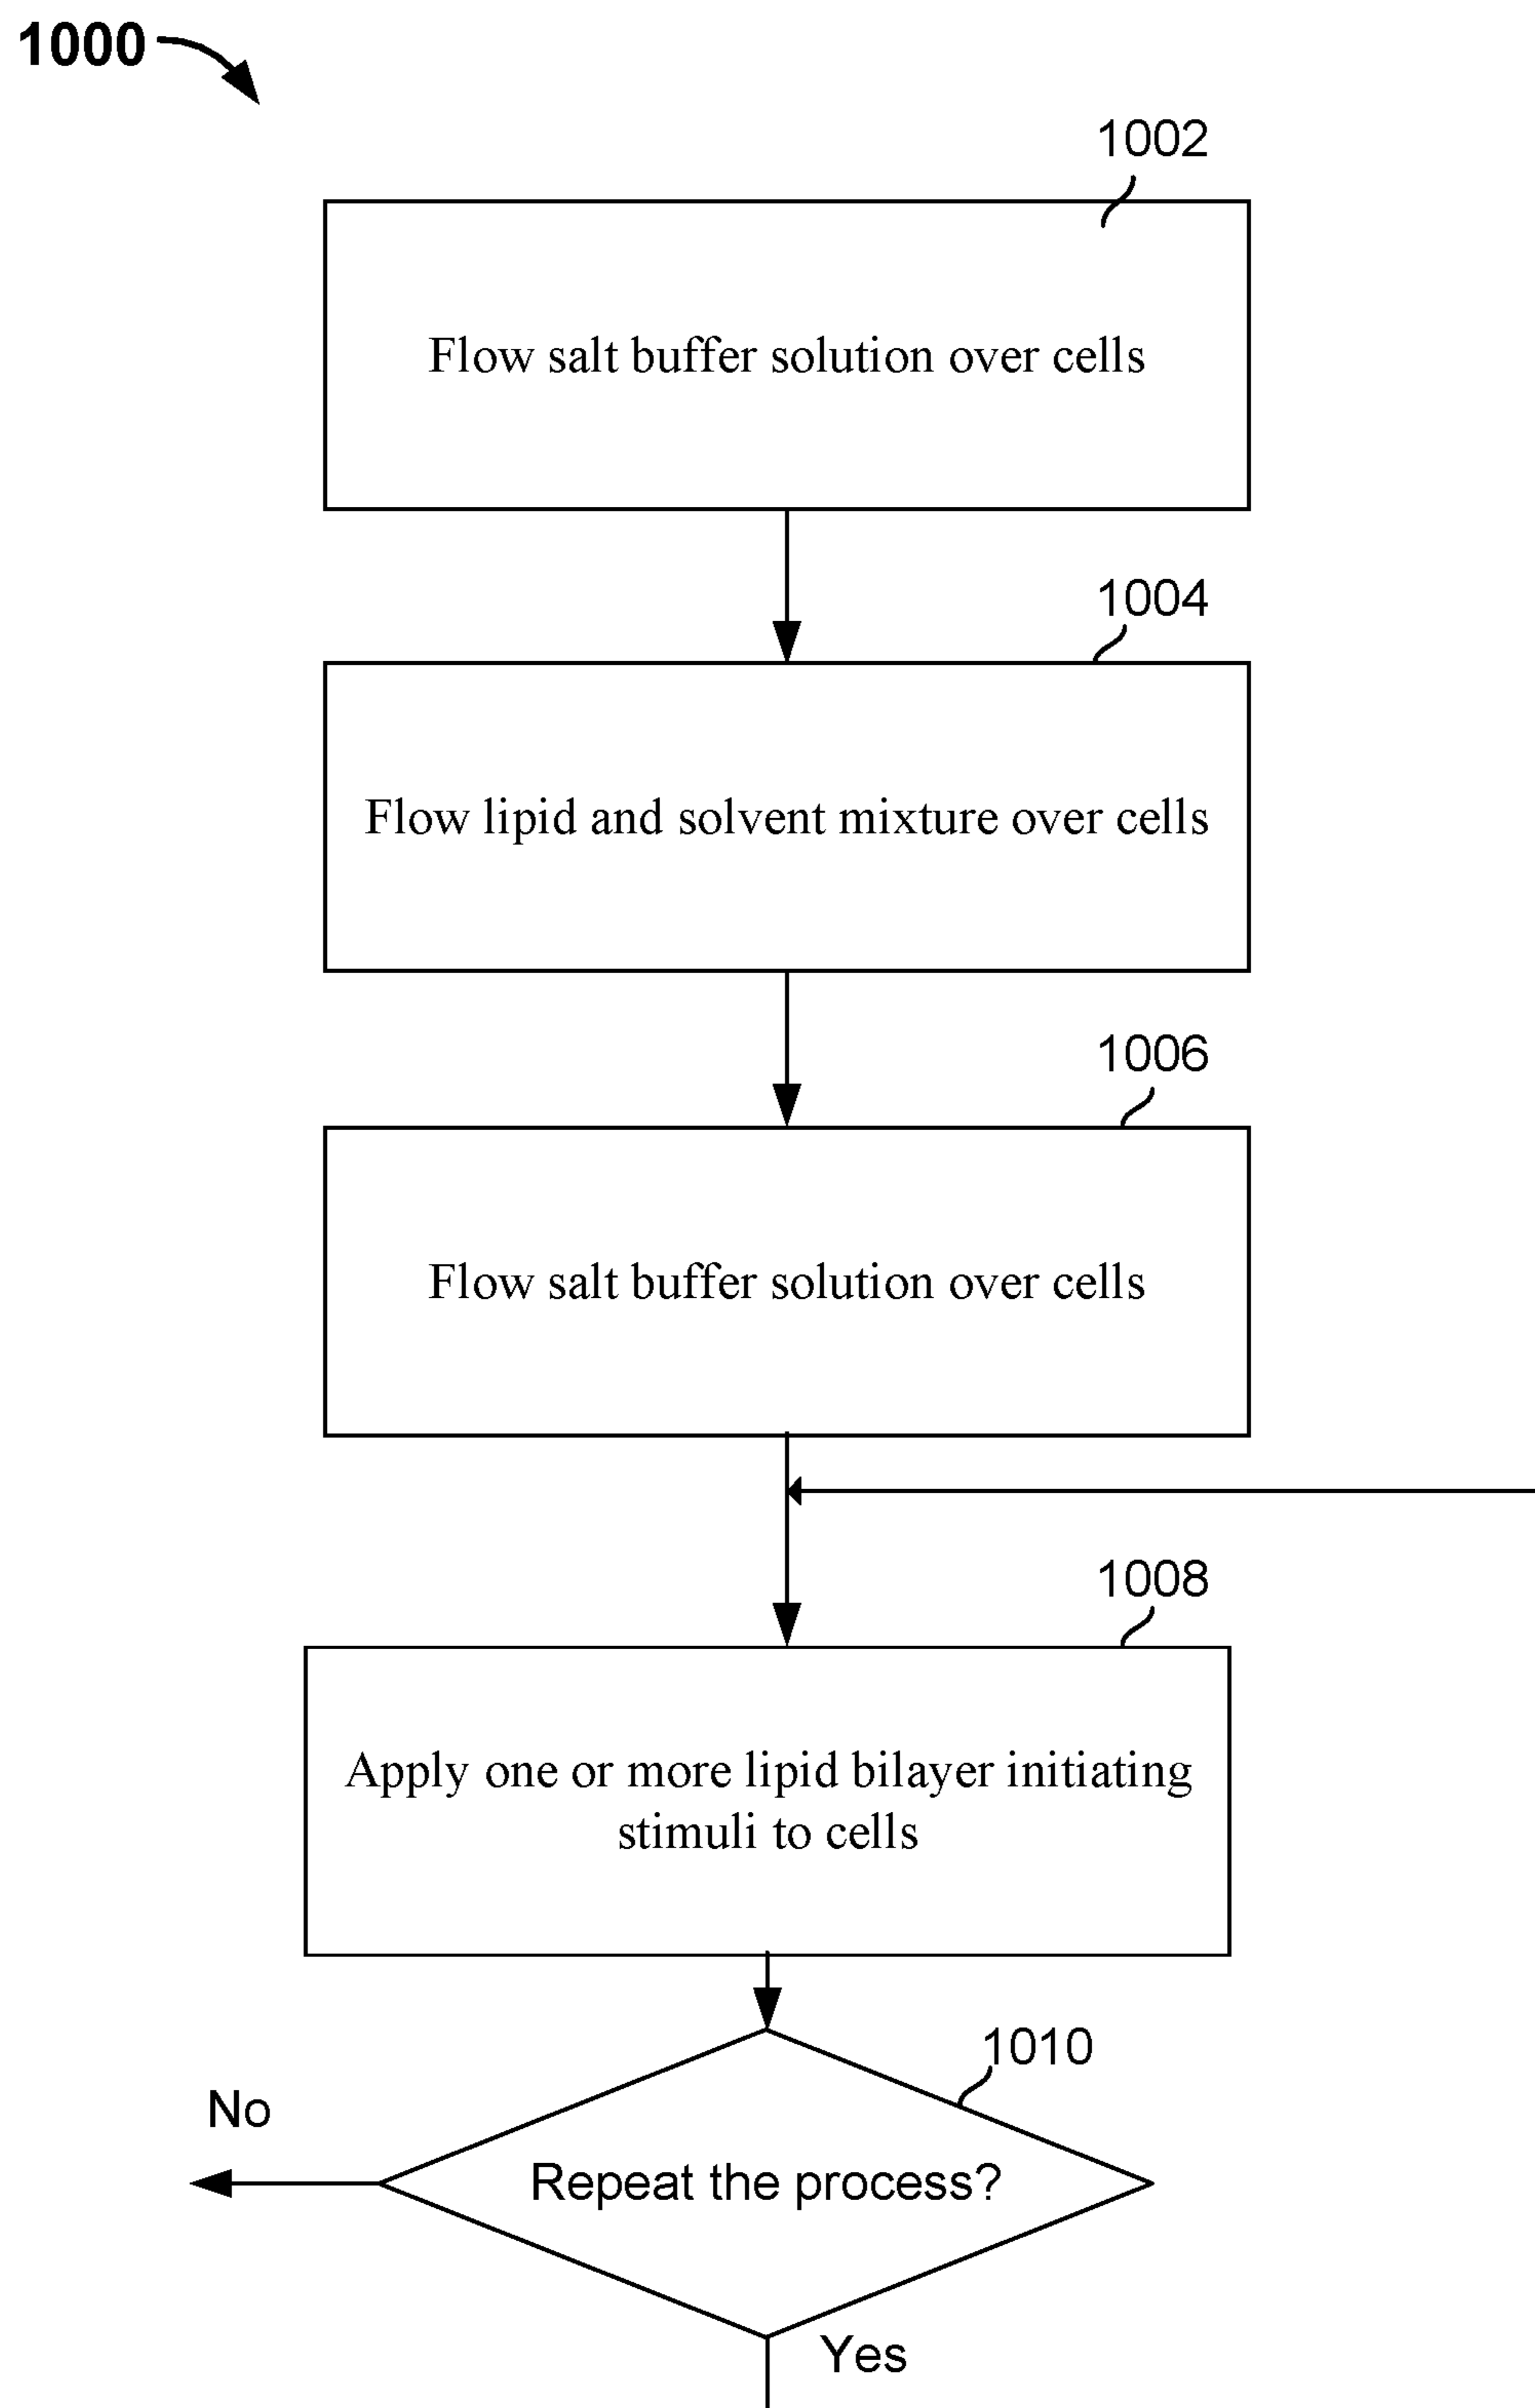 1000
1002
Flow salt buffer solution over cells
1004
Flow lipid and solvent mixture over cells
1006
Flow salt buffer solution over cells
1008
Apply one or more lipid bilayer initiating
stimuli to cells
1010
No
Repeat the process?
Yes